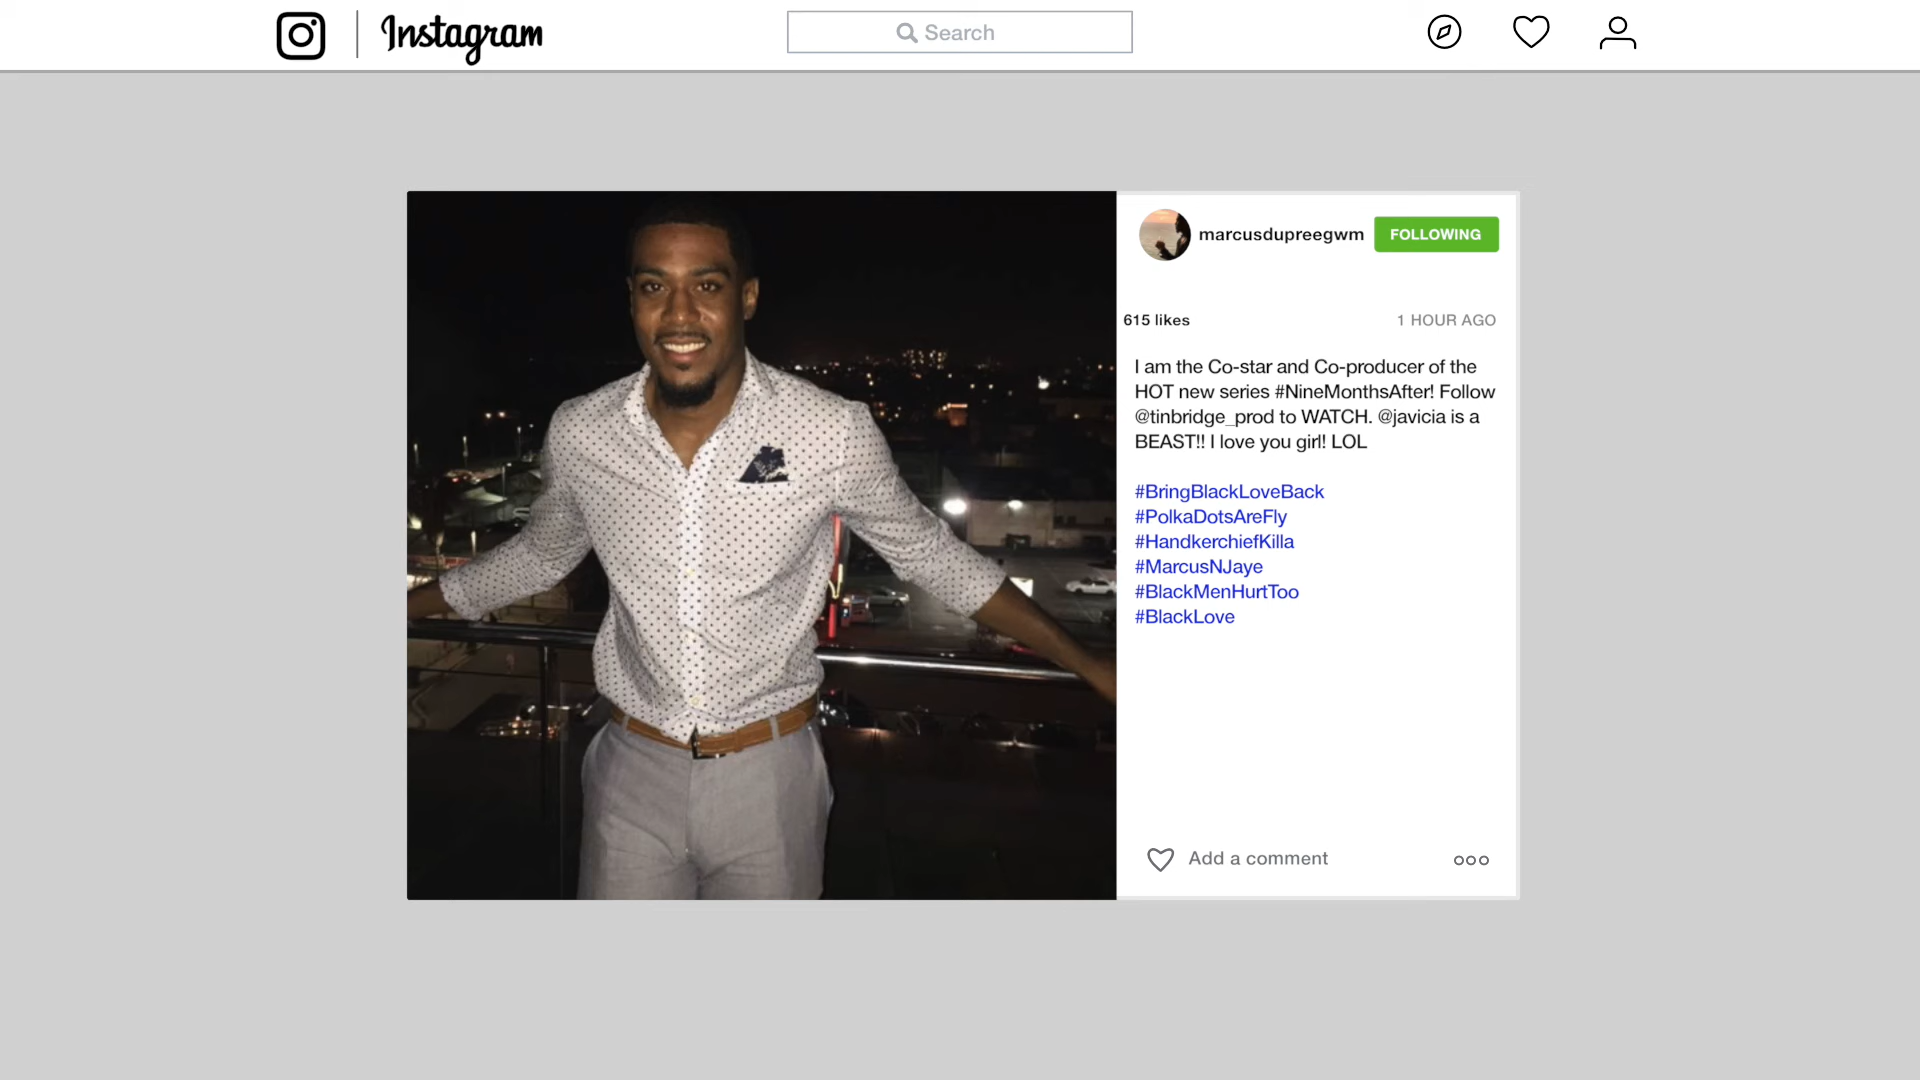 Instagram
Search
marcusdupreegwm
FOLLOWING
615 likes
1 HOUR AGO
I am the Co-star and Co-producer of the
HOT new series #NineMonthsAfter! Follow
@tinbridge_prod to WATCH. @javicia is a
BEAST!! I love you girl! LOL
#BringBlackLoveBack
#PolkaDotsAreFly
#HandkerchiefKilla
#MarcusNJaye
#BlackMenHurtToo
#BlackLove
Add a comment